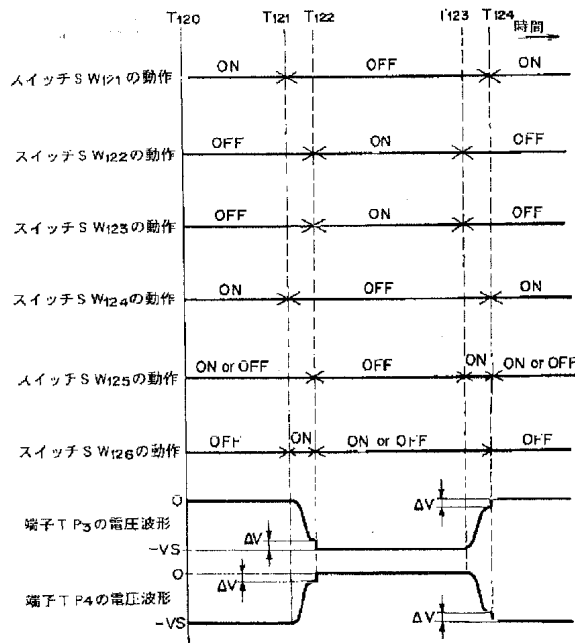 T120 T121 T122 T123 T124
時間
ON OFF ON
スイッチSW121の動作
OFF ON OFF
スイッチSW122の動作
OFF ON OFF
スイッチSW123の動作
ON OFF ON
スイッチSW124の動作
ON or OFF OFF ON ON or OFF
スイッチSW125の動作
OFF ON ON or OFF OFF
スイッチSW126の動作
0
端子TP3の電圧波形 ΔV ΔV
-VS
0
端子TP4の電圧波形 ΔV ΔV
-VS